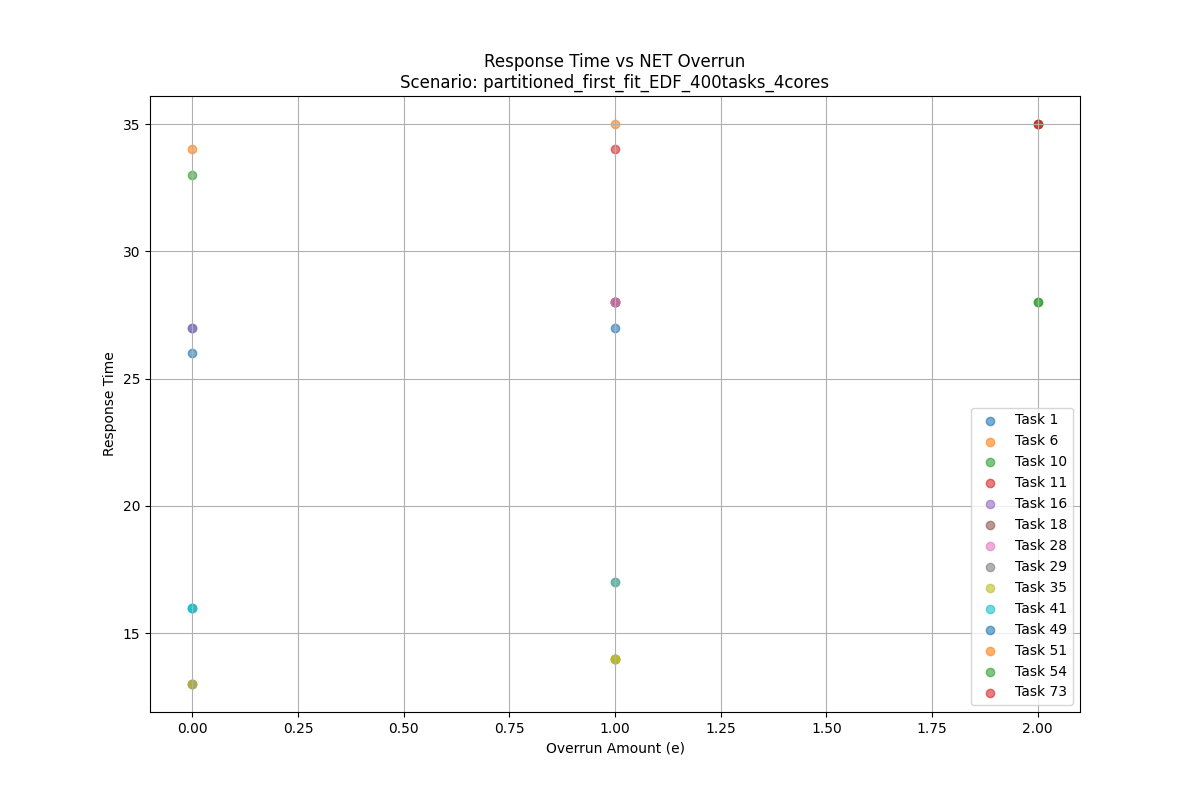 Response Time vs NET Overrun
Scenario: partitioned_first_fit_EDF_400tasks_4cores
35
30
25
20
15
Response Time
0.00 0.25 0.50 0.75 1.00 1.25 1.50 1.75 2.00
Overrun Amount (e)
Task 1
Task 6
Task 10
Task 11
Task 16
Task 18
Task 28
Task 29
Task 35
Task 41
Task 49
Task 51
Task 54
Task 73